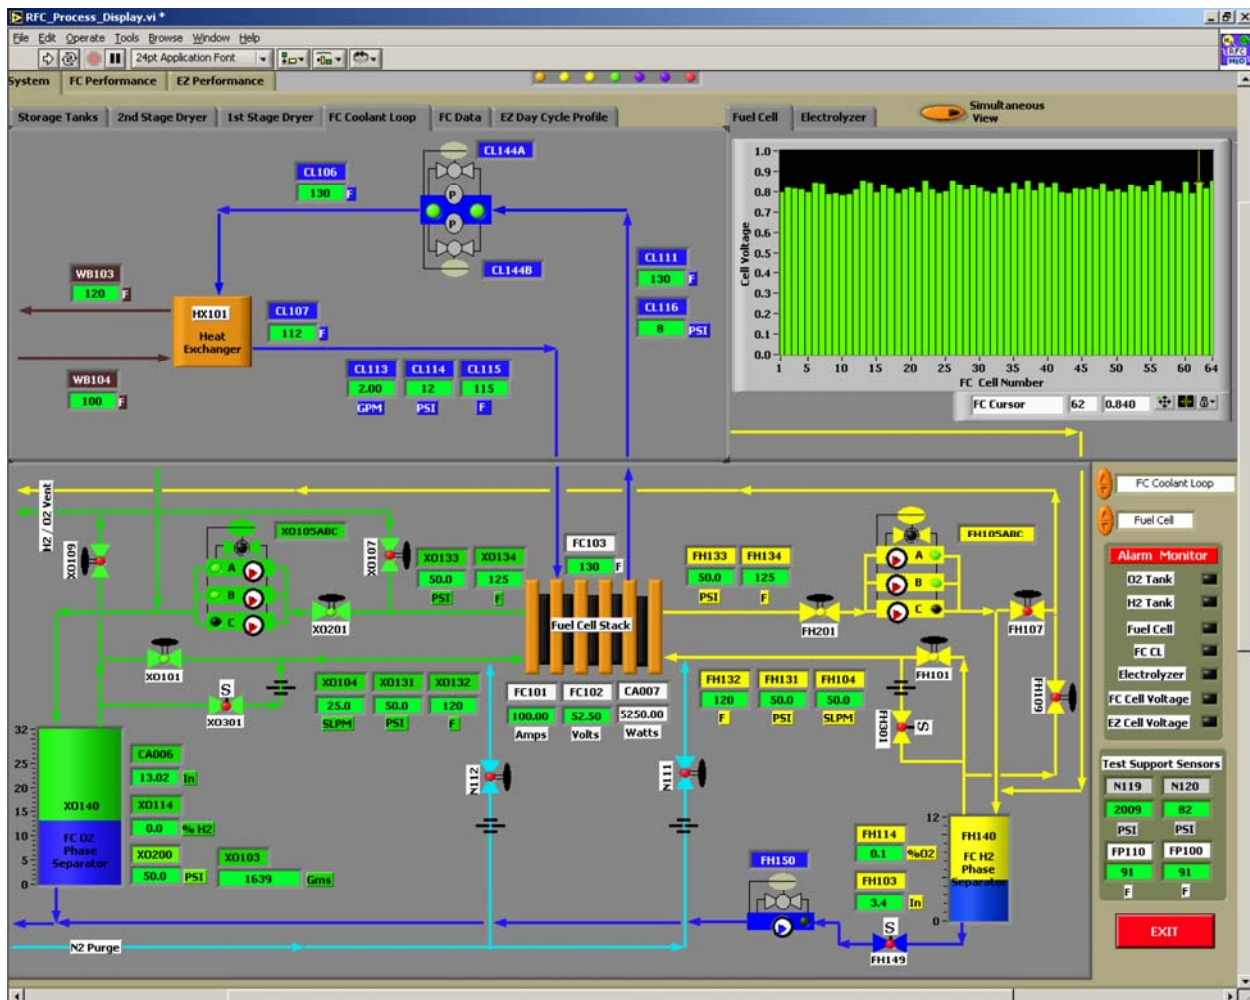 RFC_Process_Display.vi *
File Edit Operate Tools Browse Window Help
24pt Application Font
RFC
System FC Performance EZ Performance
Storage Tanks 2nd Stage Dryer 1st Stage Dryer FC Coolant Loop FC Data EZ Day Cycle Profile
Fuel Cell Electrolyzer
Simultaneous
View
CL144A
CL106
130 F
P
P
CL144B
WB103
120 F
HX101
Heat
Exchanger
CL107
112 F
WB104
100 F
CL111
130 F
CL116
8 PSI
CL113 CL114 CL115
2.00 12 115
GPM PSI F
Cell Voltage
1.0
0.9
0.8
0.7
0.6
0.5
0.4
0.3
0.2
0.1
0.0
1 5 10 15 20 25 30 35 40 45 50 55 60 64
FC Cell Number
FC Cursor 62 0.840
H2 / O2 Vent
XO109
XO105ABC
A
B
C
XO107
XO201
XO133 XO134
50.0 125
PSI F
FC103
130 F
Fuel Cell Stack
FH133 FH134
50.0 125
PSI F
FH105ABC
A
B
C
FH201
FH107
XO101
S
XO301
XO104 XO131 XO132
25.0 50.0 120
SLPM PSI F
FC101 FC102 CA007
100.00 52.50 5250.00
Amps Volts Watts
FH132 FH131 FH104
120 50.0 50.0
F PSI SLPM
FH101
FH301
S
FH109
N112
N111
32
25
20
15
10
5
0
XO140
FC O2
Phase
Separator
CA006
13.02 In
XO114
0.0 % H2
XO200
50.0 PSI
XO103
1639 Gms
N2 Purge
FH150
FH114
0.1 %O2
FH103
3.4 In
S
FH149
12
0
FH140
FC H2
Phase
Separator
FC Coolant Loop
Fuel Cell
Alarm Monitor
O2 Tank
H2 Tank
Fuel Cell
FC CL
Electrolyzer
FC Cell Voltage
EZ Cell Voltage
Test Support Sensors
N119 N120
2009 82
PSI PSI
FP110 FP100
91 91
F F
EXIT